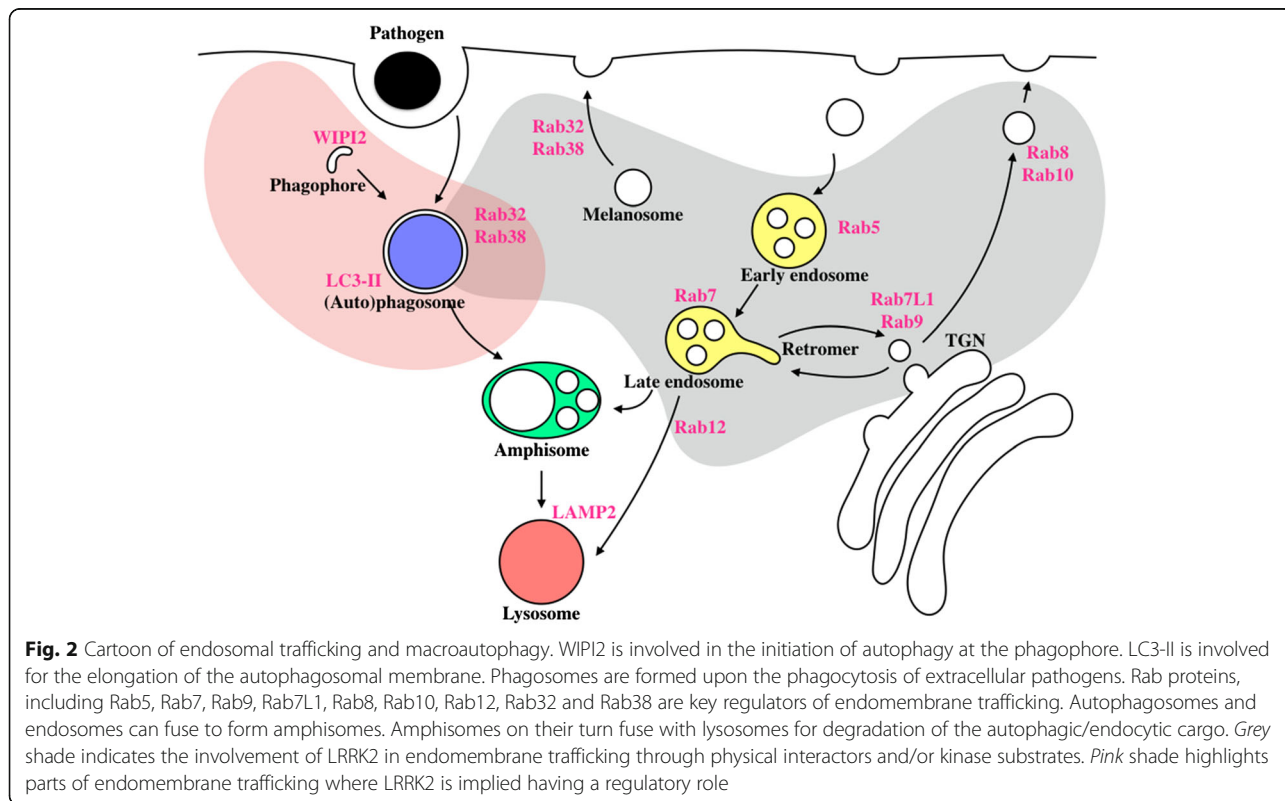 Pathogen
WIPI2
Phagophore
Rab32
Rab38
LC3-II
(Auto)phagosome
Rab32
Rab38
Melanosome
Rab5
Early endosome
Rab8
Rab10
Rab7
Rab7L1
Rab9
Retromer
TGN
Late endosome
Rab12
Amphisome
LAMP2
Lysosome
Fig. 2 Cartoon of endosomal trafficking and macroautophagy. WIPI2 is involved in the initiation of autophagy at the phagophore. LC3-II is involved
for the elongation of the autophagosomal membrane. Phagosomes are formed upon the phagocytosis of extracellular pathogens. Rab proteins,
including Rab5, Rab7, Rab9, Rab7L1, Rab8, Rab10, Rab12, Rab32 and Rab38 are key regulators of endomembrane trafficking. Autophagosomes and
endosomes can fuse to form amphisomes. Amphisomes on their turn fuse with lysosomes for degradation of the autophagic/endocytic cargo. Grey
shade indicates the involvement of LRRK2 in endomembrane trafficking through physical interactors and/or kinase substrates. Pink shade highlights
parts of endomembrane trafficking where LRRK2 is implied having a regulatory role